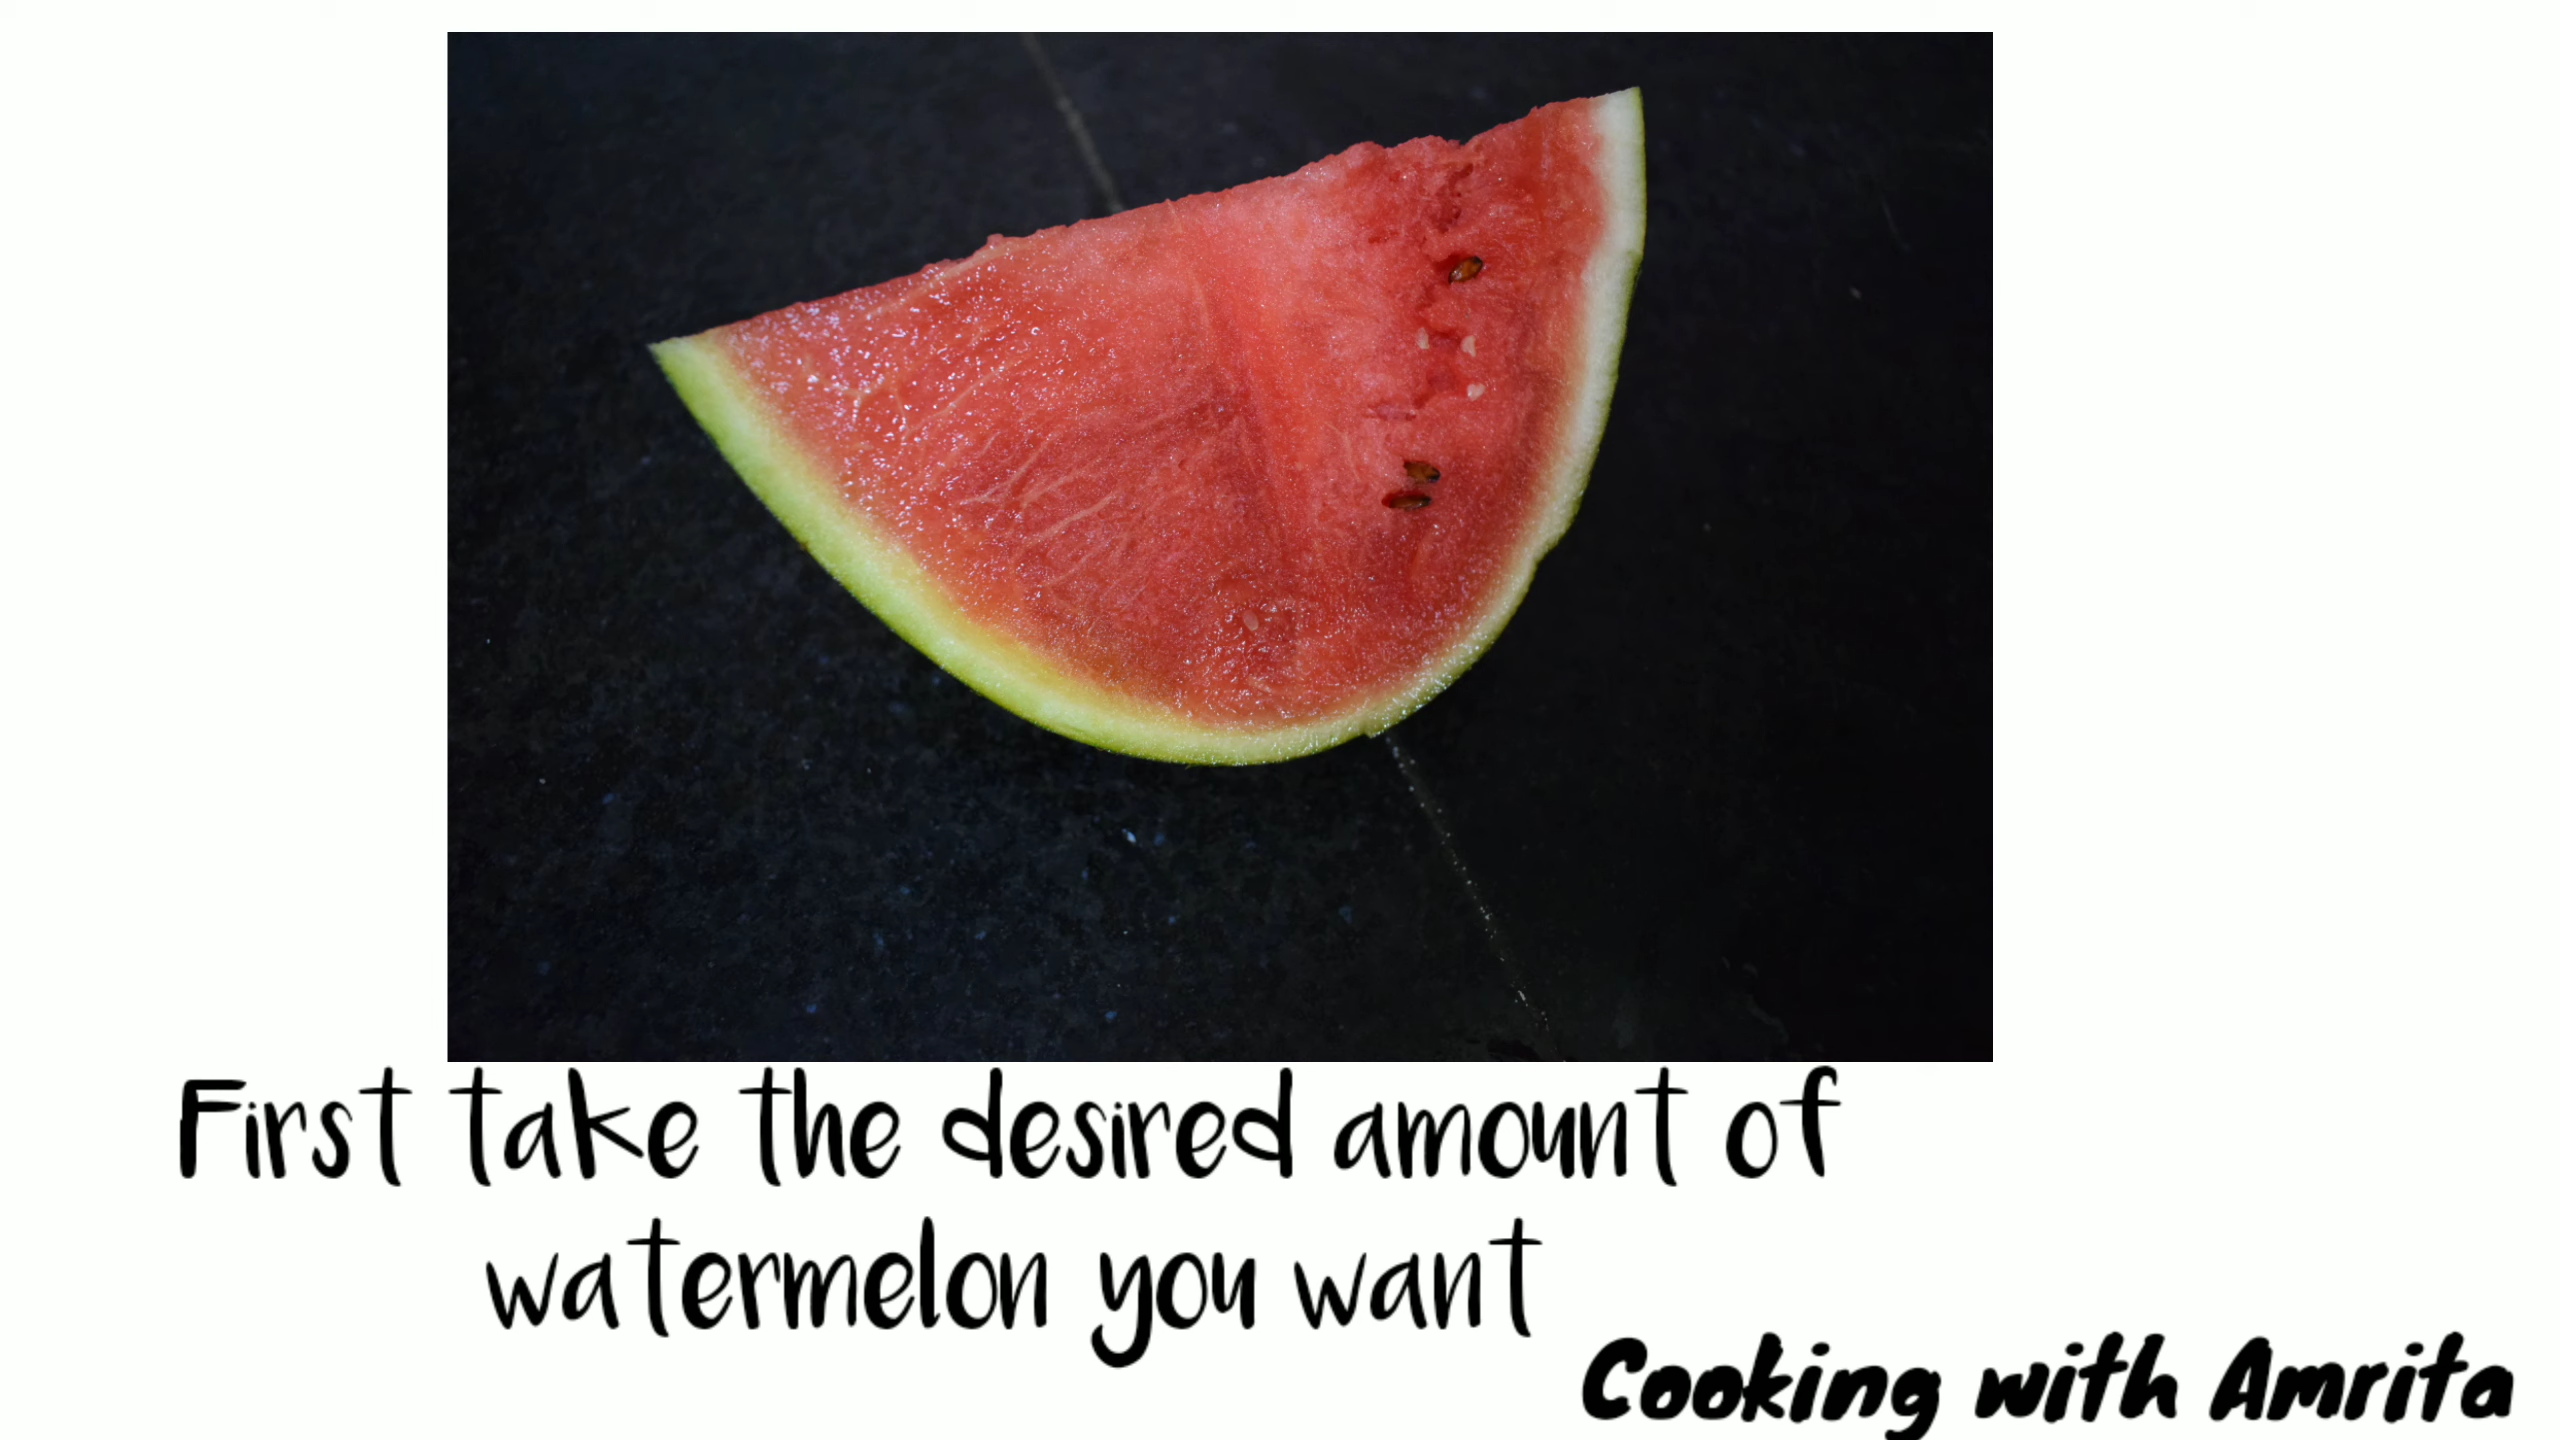 First take the desired amount of
watermelon you want
Cooking with Amrita